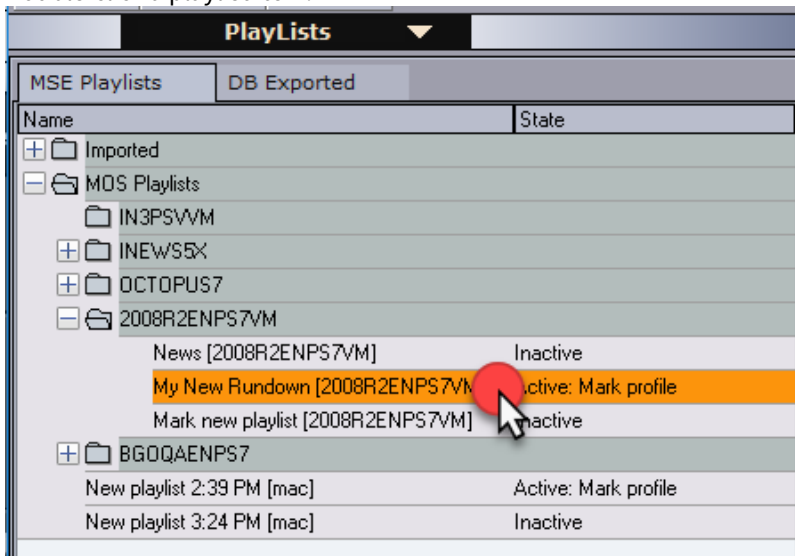 PlayLists
MSE Playlists DB Exported
Name State
Imported
MOS Playlists
IN3PSVVM
INEWS5X
OCTOPUS7
2008R2ENPS7VM
News [2008R2ENPS7VM] Inactive
My New Rundown [2008R2ENPS7VM Active: Mark profile
Mark new playlist [2008R2ENPS7VM] Inactive
BGOQAENPS7
New playlist 2:39 PM [mac] Active: Mark profile
New playlist 3:24 PM [mac] Inactive